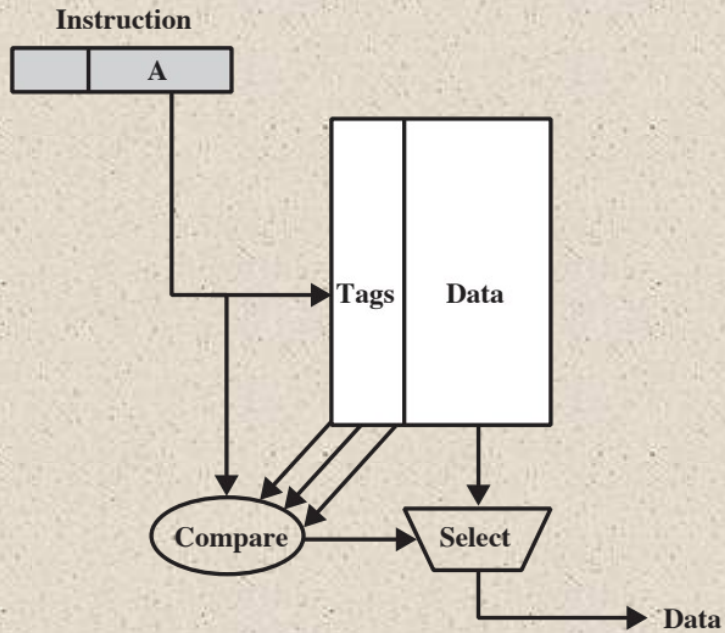 Instruction
A
Tags
Data
Compare
Select
Data